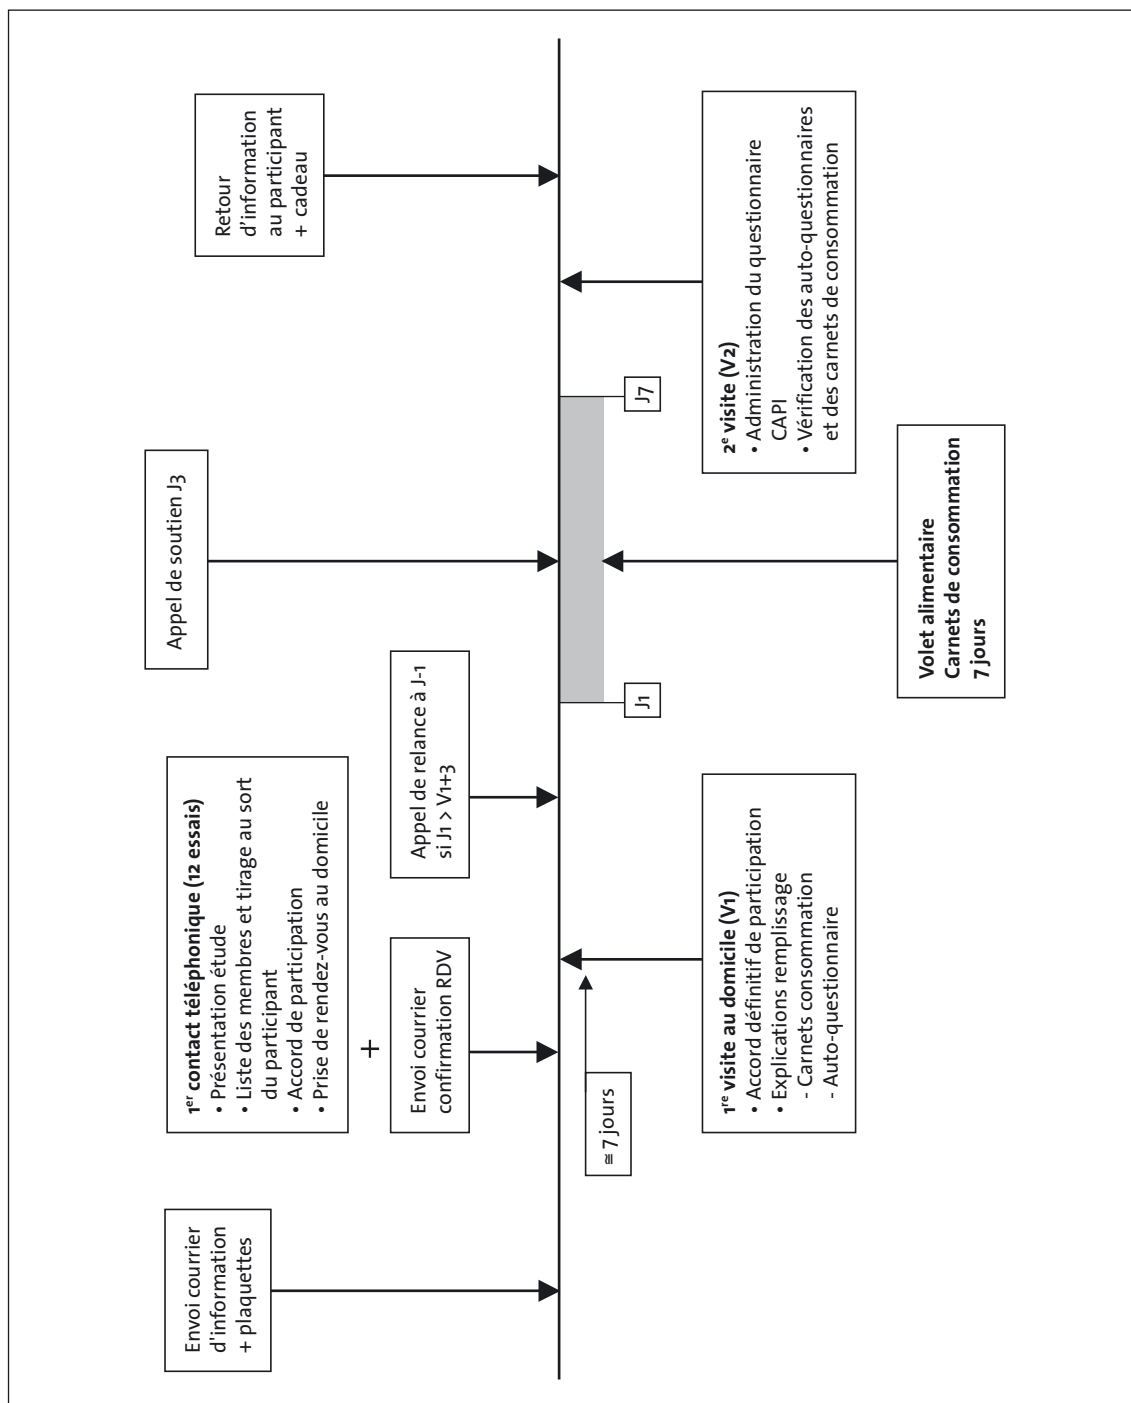 Envoi courrier
d'information
+ plaquettes
1er contact téléphonique (12 essais)
• Présentation étude
• Liste des membres et tirage au sort
du participant
• Accord de participation
• Prise de rendez-vous au domicile
+
Envoi courrier
confirmation RDV
≅ 7 jours
1re visite au domicile (V1)
• Accord définitif de participation
• Explications remplissage
- Carnets consommation
- Auto-questionnaire
Appel de relance à J-1
si J1 > V1+3
J1
Appel de soutien J3
Volet alimentaire
Carnets de consommation
7 jours
J7
2e visite (V2)
• Administration du questionnaire
CAPI
• Vérification des auto-questionnaires
et des carnets de consommation
Retour
d'information
au participant
+ cadeau